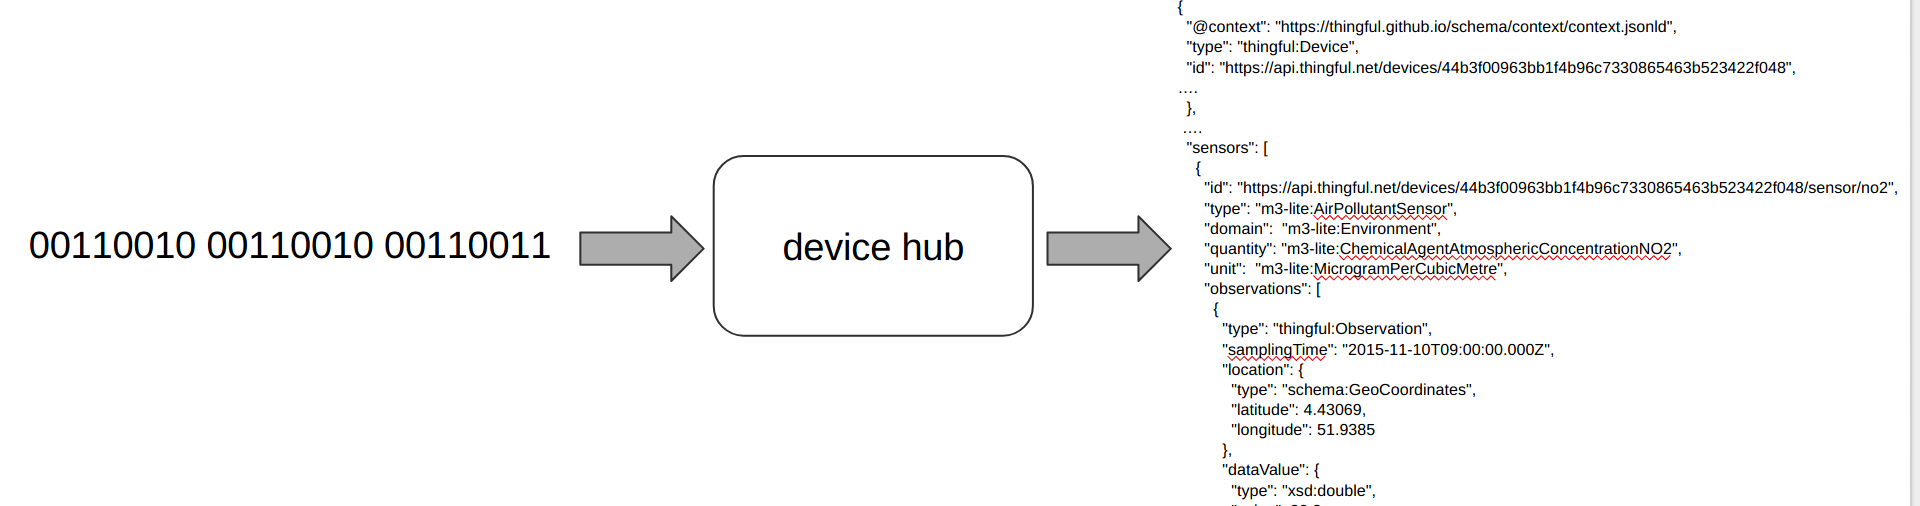 00110010 00110010 00110011
device hub
{
"@context": "https://thingful.github.io/schema/context/context.jsonld",
"type": "thingful:Device",
"id": "https://api.thingful.net/devices/44b3f00963bb1f4b96c7330865463b523422f048",
....
},
....
"sensors": [
{
"id": "https://api.thingful.net/devices/44b3f00963bb1f4b96c7330865463b523422f048/sensor/no2",
"type": "m3-lite:AirPollutantSensor",
"domain":  "m3-lite:Environment",
"quantity": "m3-lite:ChemicalAgentAtmosphericConcentrationNO2",
"unit":  "m3-lite:MicrogramPerCubicMetre",
"observations": [
{
"type": "thingful:Observation",
"samplingTime": "2015-11-10T09:00:00.000Z",
"location": {
"type": "schema:GeoCoordinates",
"latitude": 4.43069,
"longitude": 51.9385
},
"dataValue": {
"type": "xsd:double",